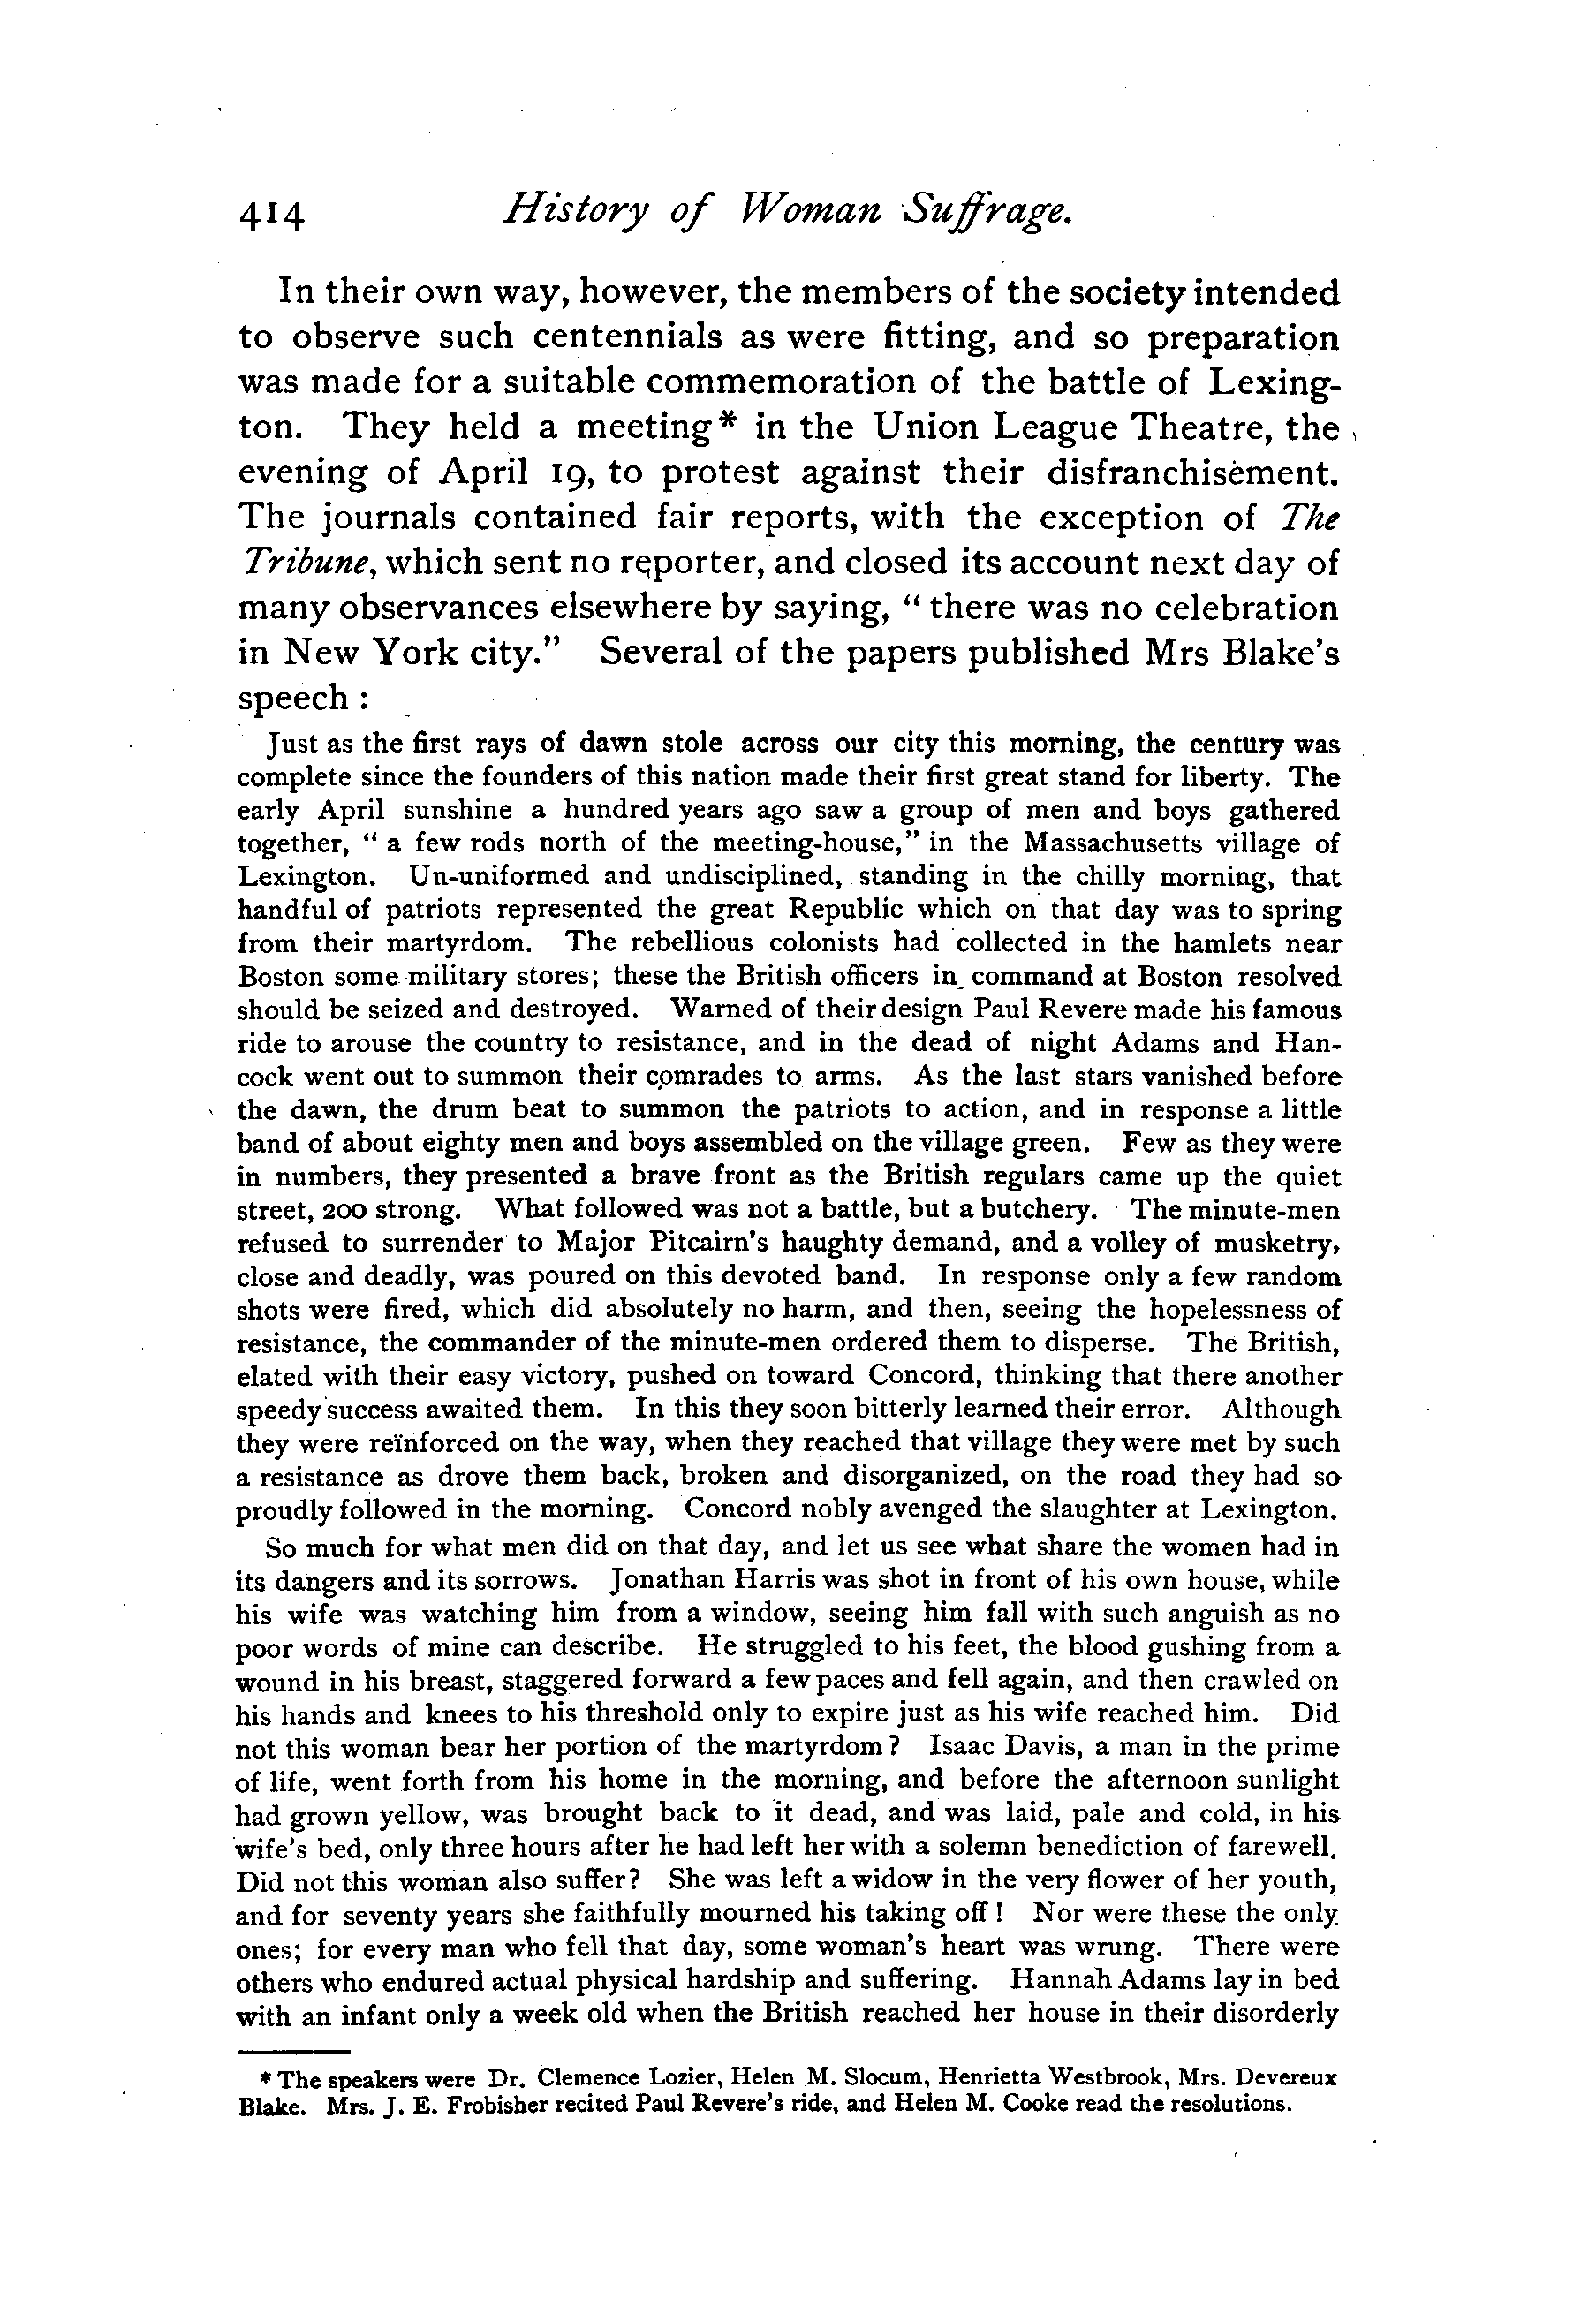 414 History of Woman Suffrage.
In their own way, however, the members of the society intended
to observe such centennials as were fitting, and so preparation
was made for a suitable commemoration of the battle of Lexing-
ton. They held a meeting* in the Union League Theatre, the
evening of April 19, to protest against their disfranchisement.
The journals contained fair reports, with the exception of The
Tribune, which sent no reporter, and closed its account next day of
many observances elsewhere by saying, “ there was no celebration
in New York city.” Several of the papers published Mrs Blake's
speech :
Just as the first rays of dawn stole across our city this morning, the century was
complete since the founders of this nation made their first great stand for liberty. The
early April sunshine a hundred years ago saw a group of men and boys gathered
together, “ a few rods north of the meeting-house,” in the Massachusetts village of
Lexington. Un-uniformed and undisciplined, standing in the chilly morning, that
handful of patriots represented the great Republic which on that day was to spring
from their martyrdom. The rebellious colonists had collected in the hamlets near
Boston some military stores; these the British officers in command at Boston resolved
should be seized and destroyed. Warned of their design Paul Revere made his famous
ride to arouse the country to resistance, and in the dead of night Adams and Han-
cock went out to summon their comrades to arms. As the last stars vanished before
the dawn, the drum beat to summon the patriots to action, and in response a little
band of about eighty men and boys assembled on the village green. Few as they were
in numbers, they presented a brave front as the British regulars came up the quiet
street, 200 strong. What followed was not a battle, but a butchery. The minute-men
refused to surrender to Major Pitcairn's haughty demand, and a volley of musketry,
close and deadly, was poured on this devoted band. In response only a few random
shots were fired, which did absolutely no harm, and then, seeing the hopelessness of
resistance, the commander of the minute-men ordered them to disperse. The British,
elated with their easy victory, pushed on toward Concord, thinking that there another
speedy success awaited them. In this they soon bitterly learned their error. Although
they were reïnforced on the way, when they reached that village they were met by such
a resistance as drove them back, broken and disorganized, on the road they had so
proudly followed in the morning. Concord nobly avenged the slaughter at Lexington.
So much for what men did on that day, and let us see what share the women had in
its dangers and its sorrows. Jonathan Harris was shot in front of his own house, while
his wife was watching him from a window, seeing him fall with such anguish as no
poor words of mine can describe. He struggled to his feet, the blood gushing from a
wound in his breast, staggered forward a few paces and fell again, and then crawled on
his hands and knees to his threshold only to expire just as his wife reached him. Did
not this woman bear her portion of the martyrdom ? Isaac Davis, a man in the prime
of life, went forth from his home in the morning, and before the afternoon sunlight
had grown yellow, was brought back to it dead, and was laid, pale and cold, in his
wife's bed, only three hours after he had left her with a solemn benediction of farewell.
Did not this woman also suffer? She was left a widow in the very flower of her youth,
and for seventy years she faithfully mourned his taking off ! Nor were these the only
ones; for every man who fell that day, some woman's heart was wrung. There were
others who endured actual physical hardship and suffering. Hannah Adams lay in bed
with an infant only a week old when the British reached her house in their disorderly
* The speakers were Dr. Clemence Lozier, Helen M. Slocum, Henrietta Westbrook, Mrs. Devereux
Blake. Mrs. J. E. Frobisher recited Paul Revere's ride, and Helen M. Cooke read the resolutions.